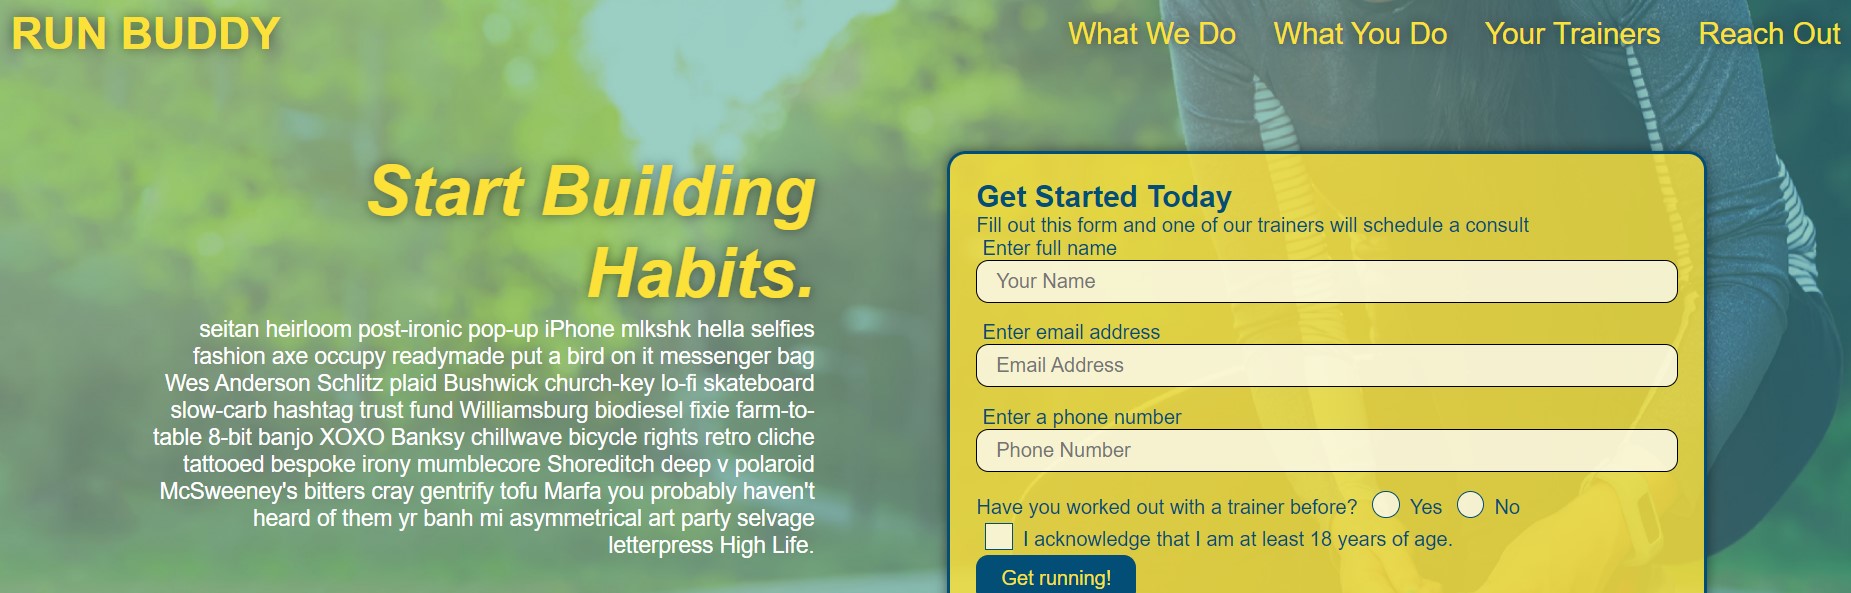 RUN BUDDY
What We Do What You Do Your Trainers Reach Out
Start Building
Habits.
seitan heirloom post-ironic pop-up iPhone mlkshk hella selfies
fashion axe occupy readymade put a bird on it messenger bag
Wes Anderson Schlitz plaid Bushwick church-key lo-fi skateboard
slow-carb hashtag trust fund Williamsburg biodiesel fixie farm-to-
table 8-bit banjo XOXO Banksy chillwave bicycle rights retro cliche
tattooed bespoke irony mumblecore Shoreditch deep v polaroid
McSweeney's bitters cray gentrify tofu Marfa you probably haven't
heard of them yr banh mi asymmetrical art party selvage
letterpress High Life.
Get Started Today
Fill out this form and one of our trainers will schedule a consult
Enter full name
Your Name
Enter email address
Email Address
Enter a phone number
Phone Number
Have you worked out with a trainer before? Yes No
I acknowledge that I am at least 18 years of age.
Get running!